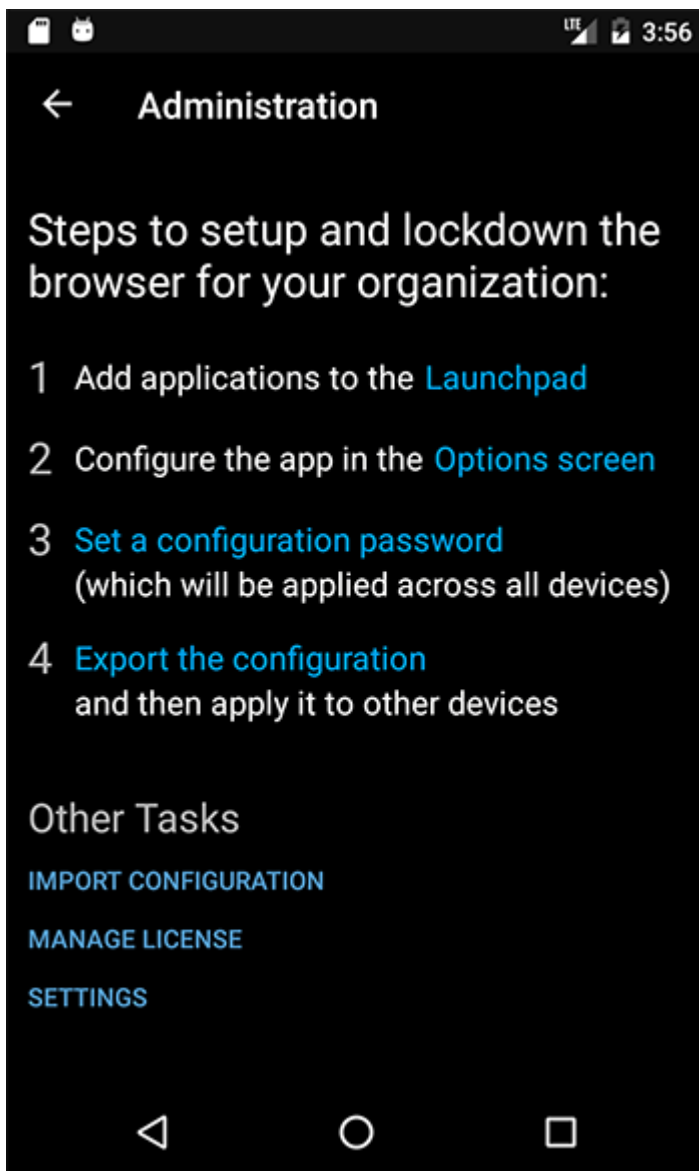 LTE 3:56
Administration
Steps to setup and lockdown the
browser for your organization:
1 Add applications to the Launchpad
2 Configure the app in the Options screen
3 Set a configuration password
(which will be applied across all devices)
4 Export the configuration
and then apply it to other devices
Other Tasks
IMPORT CONFIGURATION
MANAGE LICENSE
SETTINGS